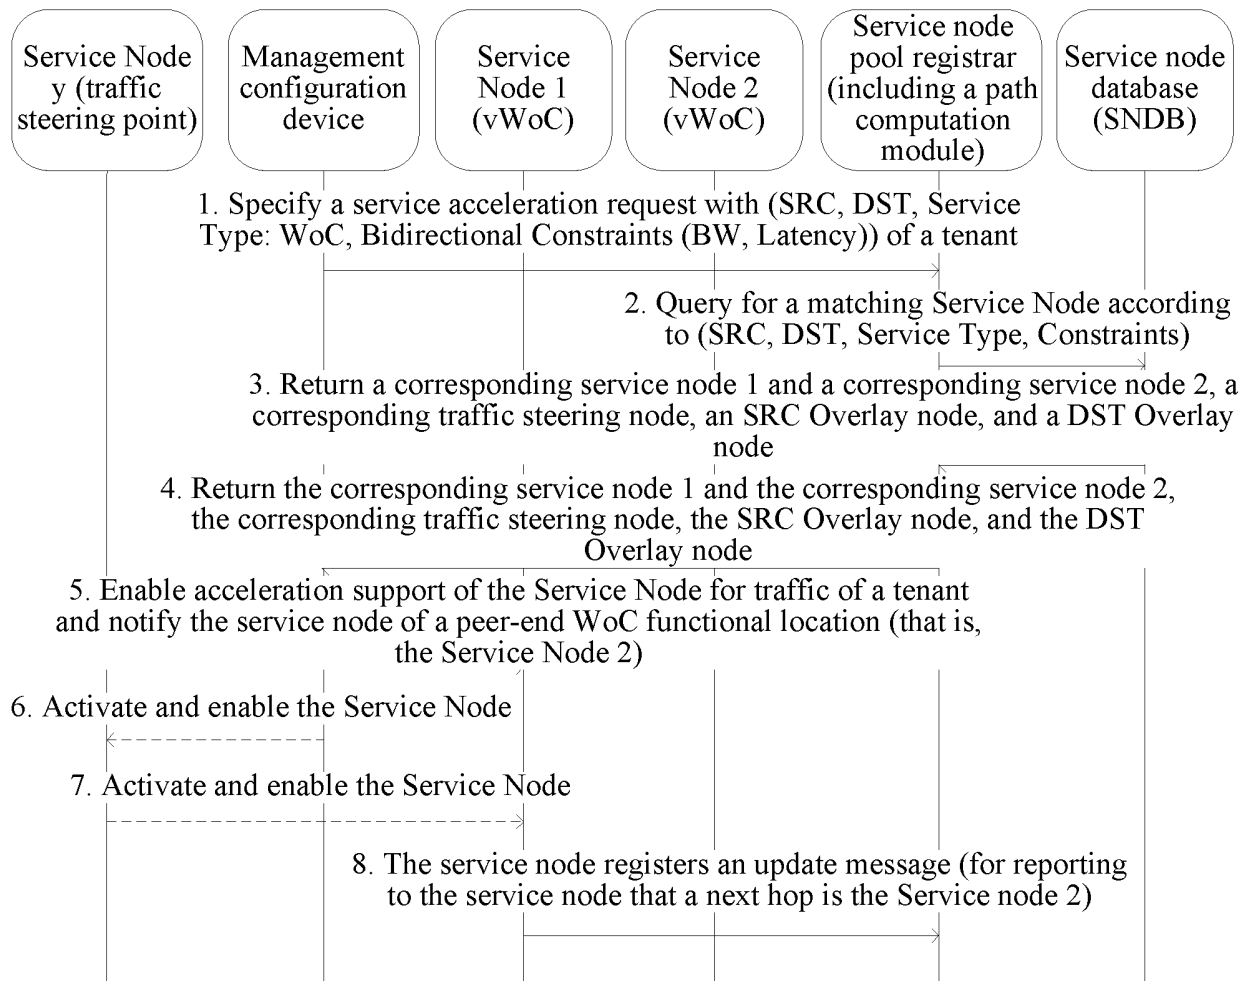 Service Node
y (traffic
steering point)
Management
configuration
device
Service
Node 1
(vWoC)
Service
Node 2
(vWoC)
Service node
pool registrar
(including a path
computation
module)
Service node
database
(SNDB)
1. Specify a service acceleration request with (SRC, DST, Service
Type: WoC, Bidirectional Constraints (BW, Latency)) of a tenant
2. Query for a matching Service Node according
to (SRC, DST, Service Type, Constraints)
3. Return a corresponding service node 1 and a corresponding service node 2, a
corresponding traffic steering node, an SRC Overlay node, and a DST Overlay
node
4. Return the corresponding service node 1 and the corresponding service node 2,
the corresponding traffic steering node, the SRC Overlay node, and the DST
Overlay node
5. Enable acceleration support of the Service Node for traffic of a tenant
and notify the service node of a peer-end WoC functional location (that is,
the Service Node 2)
6. Activate and enable the Service Node
7. Activate and enable the Service Node
8. The service node registers an update message (for reporting
to the service node that a next hop is the Service node 2)